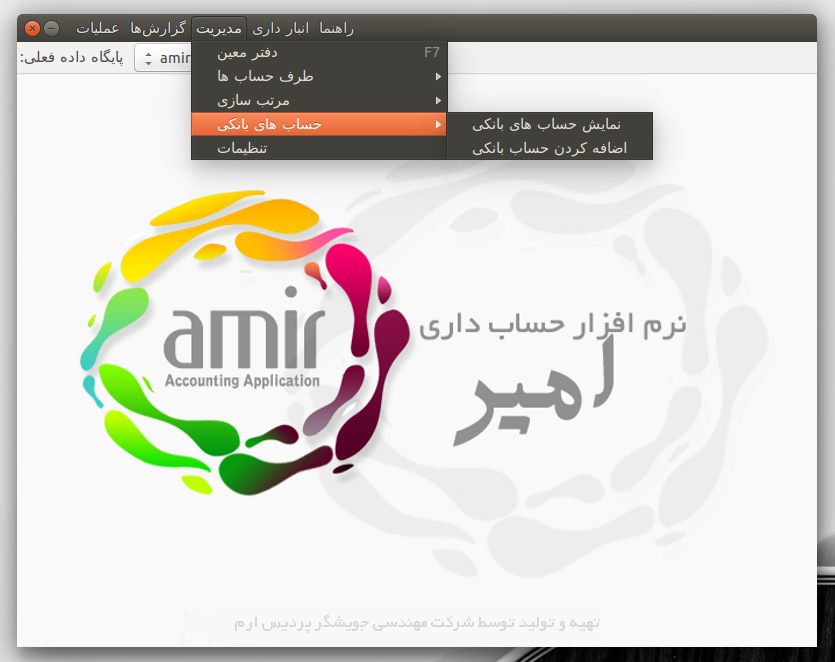 عملیات گزارش‌ها مدیریت انبار داری راهنما
پایگاه داده فعلی: amir
دفتر معین F7
طرف حساب ها
مرتب سازی
حساب های بانکی
تنظیمات
نمایش حساب های بانکی
اضافه کردن حساب بانکی
amir
Accounting Application
نرم افزار حساب داری
امیر
تهیه و تولید توسط شرکت مهندسی جویشگر پردیس ارم